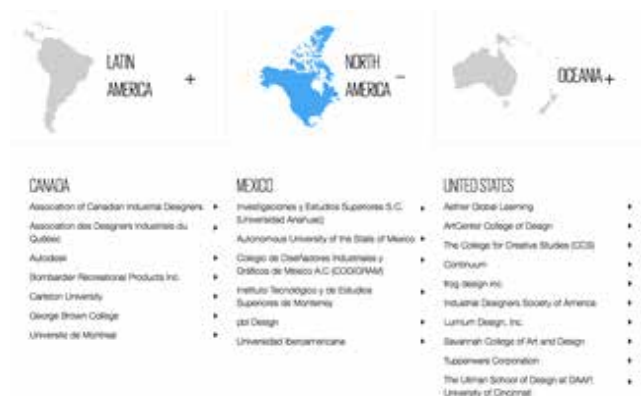 LATIN
AMERICA
+
NORTH
AMERICA
–
OCEANIA +
CANADA
Association of Canadian Industrial Designers
Association des Designers Industriels du
Québec
Autodesk
Bombardier Recreational Products Inc.
Carleton University
George Brown College
Université de Montréal
MEXICO
Investigaciones y Estudios Superiores S.C.
(Universidad Anahuac)
Autonomous University of the State of Mexico
Colegio de Diseñadores Industriales y
Gráficos de México A.C (CODIGRAM)
Instituto Tecnológico y de Estudios
Superiores de Monterrey
Design
Universidad Iberoamericana
UNITED STATES
Aether Global Learning
ArtCenter College of Design
The College for Creative Studies (CCS)
Continuum
frog design inc.
Industrial Designers Society of America
Lumium Design, Inc.
Savannah College of Art and Design
Tupperware Corporation
The Ullman School of Design at DAAP,
University of Cincinnati